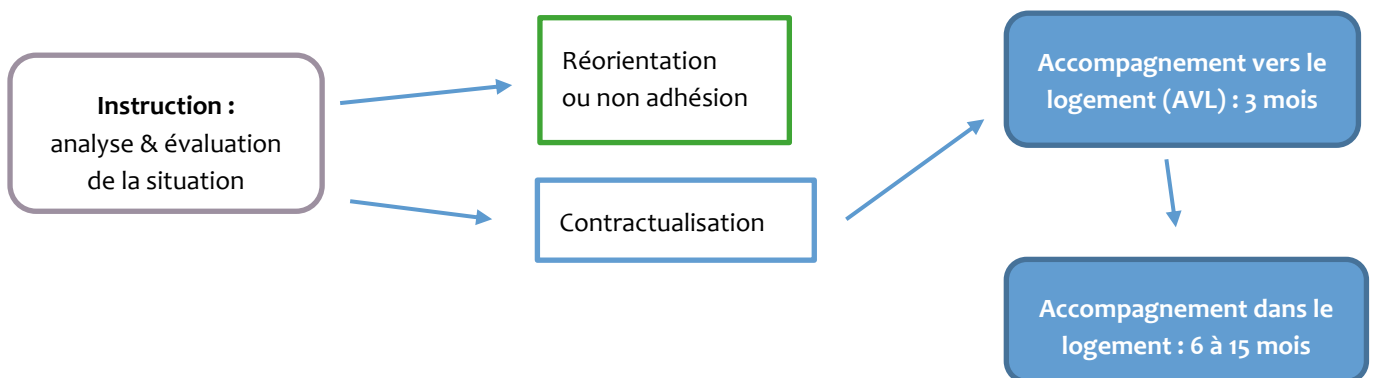 Instruction :
analyse & évaluation
de la situation
Réorientation
ou non adhésion
Contractualisation
Accompagnement vers le
logement (AVL) : 3 mois
Accompagnement dans le
logement : 6 à 15 mois